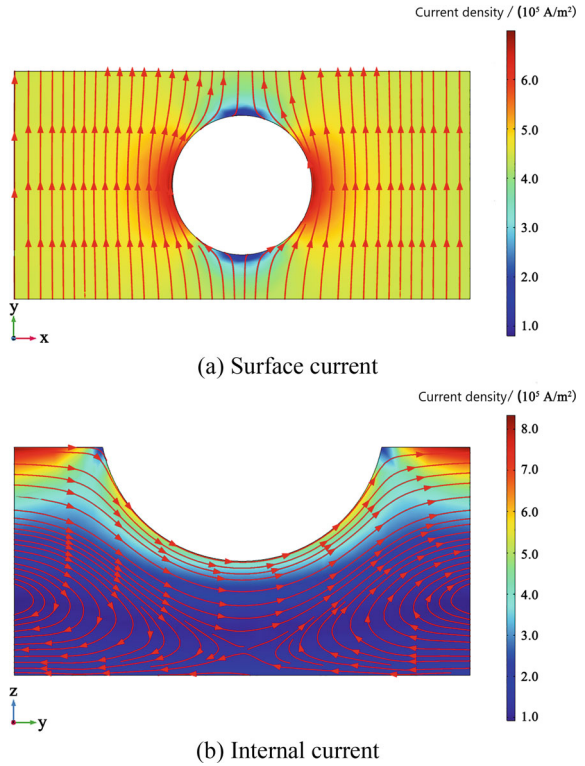 Current density / (10⁵ A/m²)
6.0
5.0
4.0
3.0
2.0
1.0
y
x
(a) Surface current
Current density/ (10⁵ A/m²)
8.0
7.0
6.0
5.0
4.0
3.0
2.0
1.0
z
y
(b) Internal current